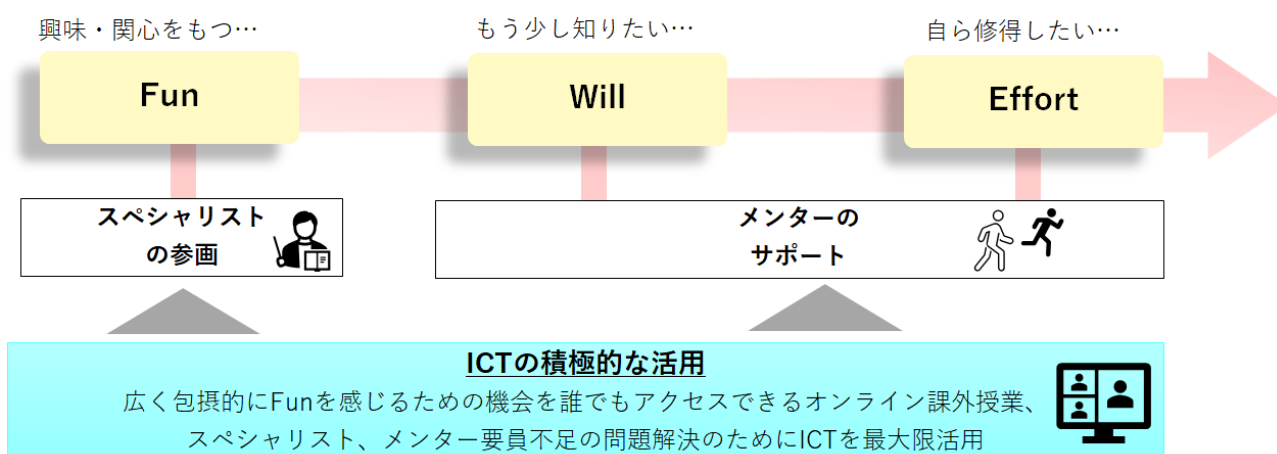 興味・関心をもつ…
もう少し知りたい…
自ら修得したい…
Fun
Will
Effort
スペシャリスト
の参画
メンターの
サポート
ICTの積極的な活用
広く包摂的にFunを感じるための機会を誰でもアクセスできるオンライン課外授業、
スペシャリスト、メンター要員不足の問題解決のためにICTを最大限活用